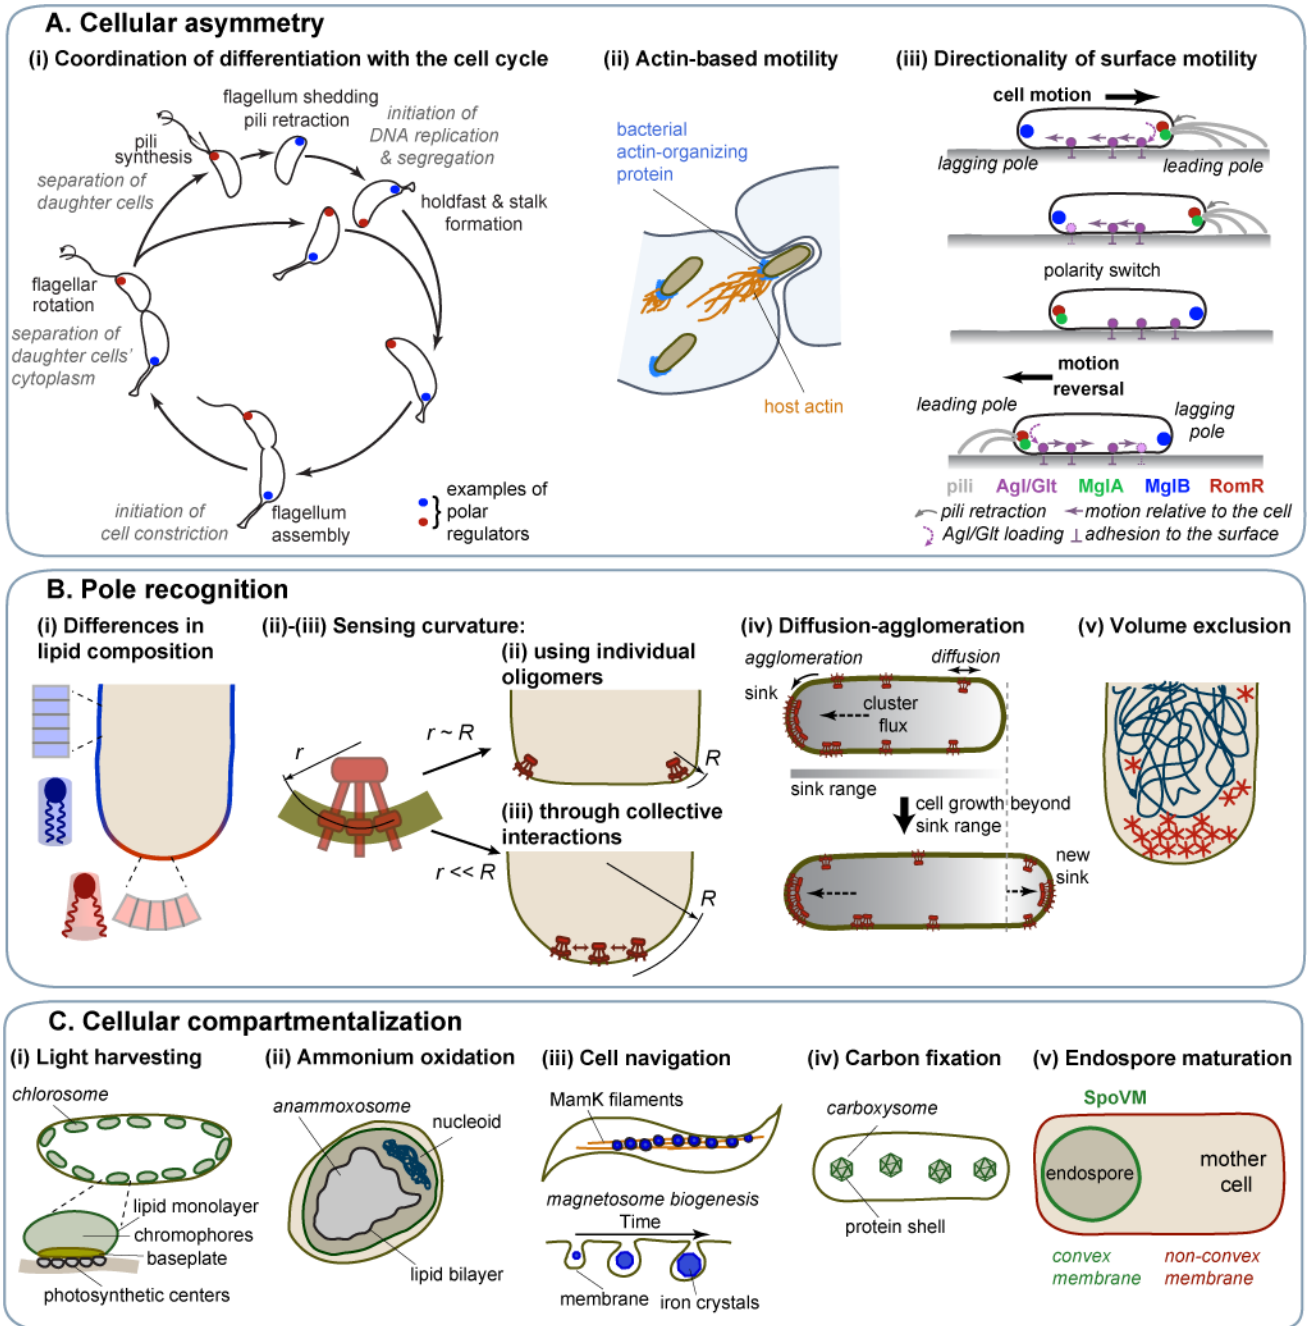 A. Cellular asymmetry
(i) Coordination of differentiation with the cell cycle
flagellum shedding
pili retraction
initiation of
DNA replication
& segregation
pili
synthesis
separation of
daughter cells
holdfast & stalk
formation
flagellar
rotation
separation of
daughter cells'
cytoplasm
initiation of
cell constriction
flagellum
assembly
examples of
polar
regulators
(ii) Actin-based motility
bacterial
actin-organizing
protein
host actin
(iii) Directionality of surface motility
cell motion
lagging pole
leading pole
polarity switch
motion
reversal
leading pole
lagging
pole
pili Agl/Glt MglA MglB RomR
pili retraction motion relative to the cell
Agl/Glt loading adhesion to the surface
B. Pole recognition
(i) Differences in
lipid composition
(ii)-(iii) Sensing curvature:
r
r ~ R
r << R
(ii) using individual
oligomers
R
(iii) through collective
interactions
R
(iv) Diffusion-agglomeration
agglomeration
diffusion
sink
cluster
flux
sink range
cell growth beyond
sink range
new
sink
(v) Volume exclusion
C. Cellular compartmentalization
(i) Light harvesting
chlorosome
lipid monolayer
chromophores
baseplate
photosynthetic centers
(ii) Ammonium oxidation
anammoxosome
nucleoid
lipid bilayer
(iii) Cell navigation
MamK filaments
magnetosome biogenesis
Time
membrane
iron crystals
(iv) Carbon fixation
carboxysome
protein shell
(v) Endospore maturation
SpoVM
endospore
mother
cell
convex
membrane
non-convex
membrane